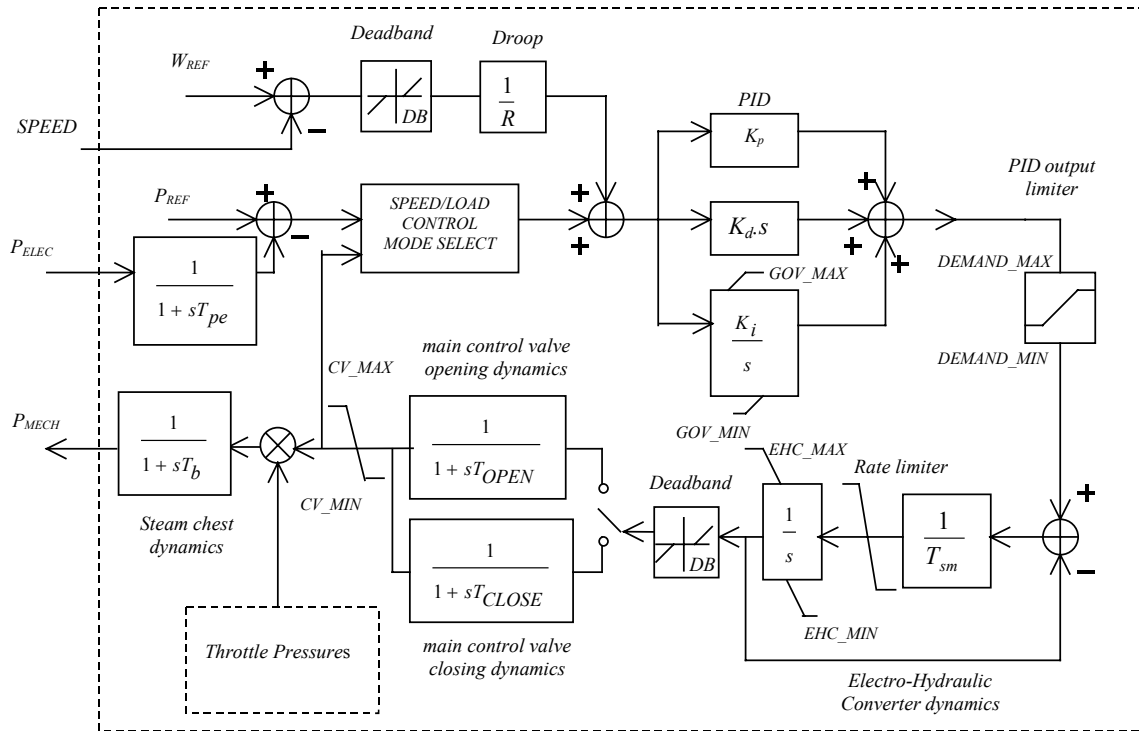 Deadband
Droop
W_REF
+
−
DB
1
R
SPEED
PID
K_p
PID output
limiter
P_REF
+
−
SPEED/LOAD
CONTROL
MODE SELECT
+
+
K_d.s
+
+
+
P_ELEC
1
1 + sT_pe
GOV_MAX
K_i
s
GOV_MIN
DEMAND_MAX
DEMAND_MIN
main control valve
opening dynamics
CV_MAX
P_MECH
1
1 + sT_b
1
1 + sT_OPEN
CV_MIN
Steam chest
dynamics
1
1 + sT_CLOSE
main control valve
closing dynamics
Deadband
DB
EHC_MAX
1
s
EHC_MIN
Rate limiter
1
T_sm
+
−
Throttle Pressures
Electro-Hydraulic
Converter dynamics